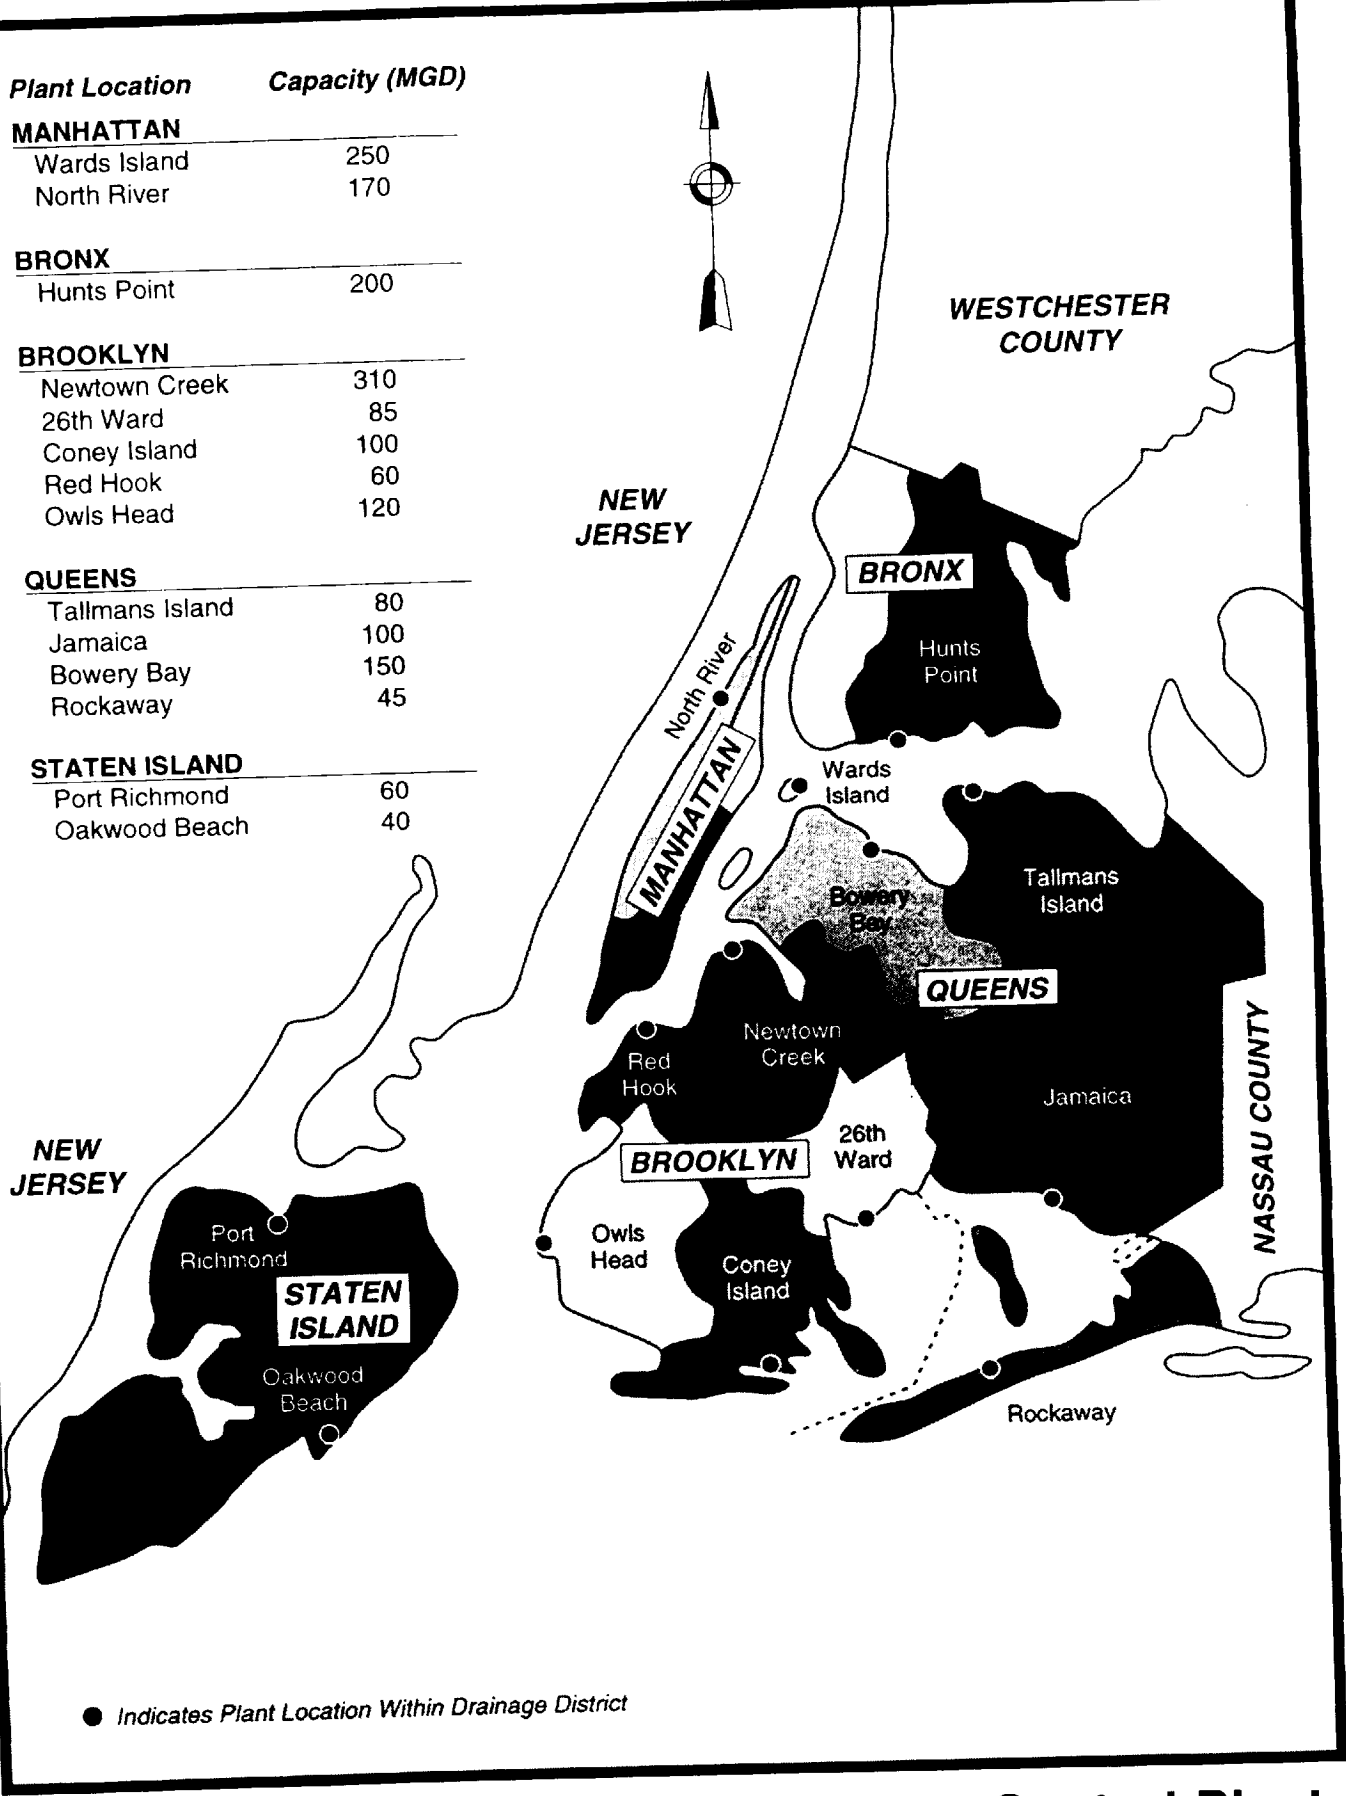 Plant Location Capacity (MGD)
MANHATTAN
Wards Island 250
North River 170
BRONX
Hunts Point 200
BROOKLYN
Newtown Creek 310
26th Ward 85
Coney Island 100
Red Hook 60
Owls Head 120
QUEENS
Tallmans Island 80
Jamaica 100
Bowery Bay 150
Rockaway 45
STATEN ISLAND
Port Richmond 60
Oakwood Beach 40
WESTCHESTER
COUNTY
NEW
JERSEY
BRONX
Hunts
Point
North River
MANHATTAN
Wards
Island
Tallmans
Island
Bowery
Bay
QUEENS
Newtown
Creek
Red
Hook
Jamaica
NASSAU COUNTY
26th
Ward
BROOKLYN
NEW
JERSEY
Owls
Head
Coney
Island
Port
Richmond
STATEN
ISLAND
Oakwood
Beach
Rockaway
Indicates Plant Location Within Drainage District